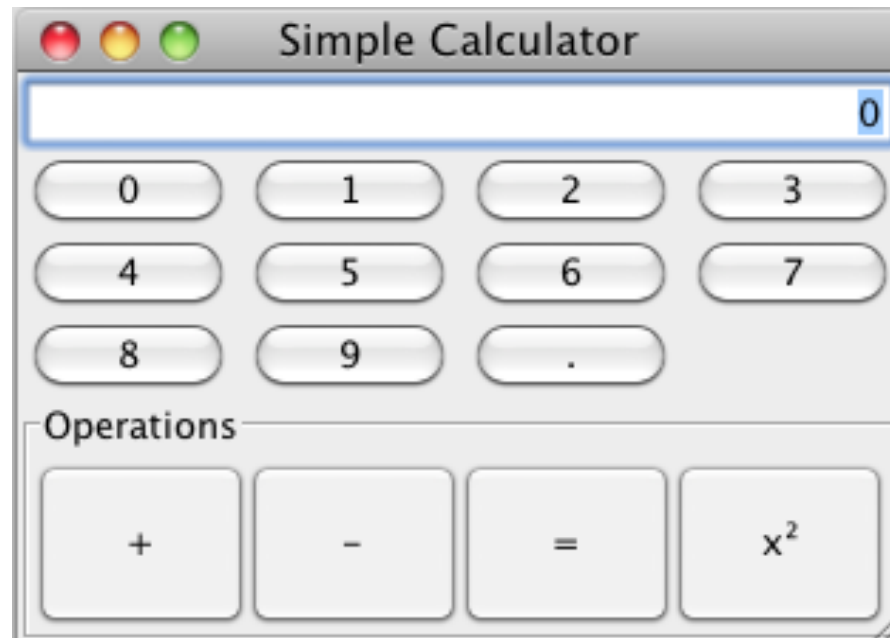 Simple Calculator
0
0 1 2 3
4 5 6 7
8 9 .
Operations
+ - = x²